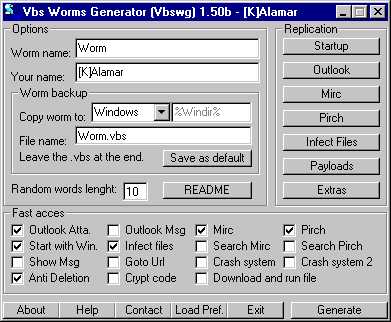 Vbs Worms Generator (Vbswg) 1.50b - [K]Alamar
Options
Worm name: Worm
Your name: [K]Alamar
Worm backup
Copy worm to: Windows %Windir%
File name: Worm.vbs
Leave the .vbs at the end. Save as default
Random words lenght: 10 README
Replication
Startup
Outlook
Mirc
Pirch
Infect Files
Payloads
Extras
Fast acces
Outlook Atta. Outlook Msg Mirc Pirch
Start with Win. Infect files Search Mirc Search Pirch
Show Msg Goto Url Crash system Crash system 2
Anti Deletion Crypt code Download and run file
About Help Contact Load Pref. Exit Generate